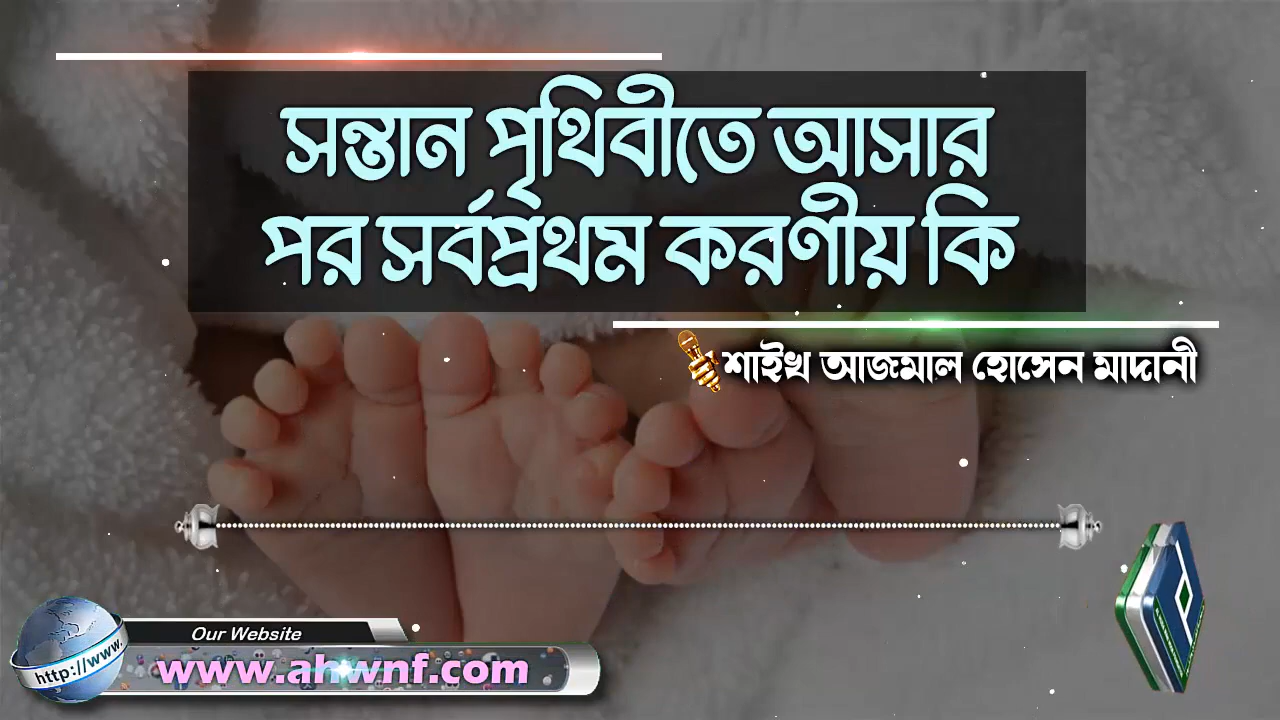 সন্তান পৃথিবীতে আসার
পর সর্বপ্রথম করণীয় কি
শাইখ আজমাল হোসেন মাদানী
Our Website
http://www.
www.ahwnf.com